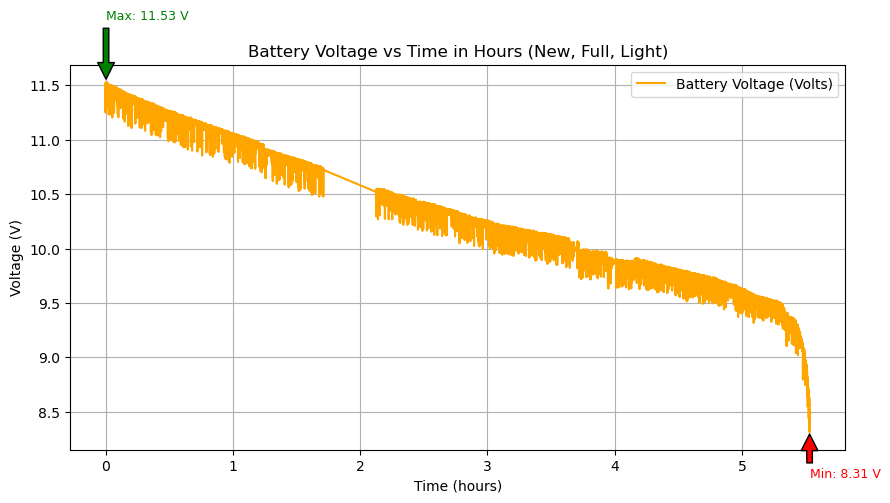 Max: 11.53 V
Battery Voltage vs Time in Hours (New, Full, Light)
Battery Voltage (Volts)
11.5
11.0
10.5
10.0
9.5
9.0
8.5
Voltage (V)
0 1 2 3 4 5
Time (hours)
Min: 8.31 V